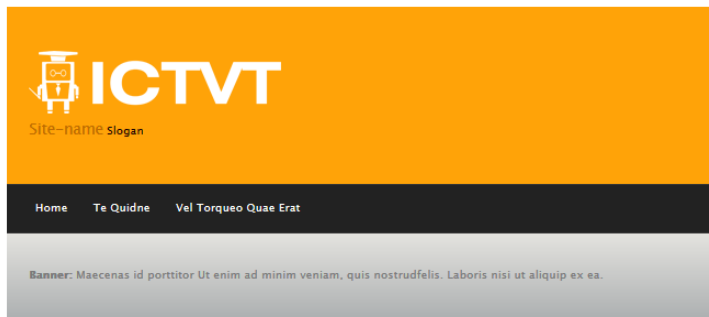 ICTVT
Site-name Slogan
Home Te Quidne Vel Torqueo Quae Erat
Banner: Maecenas id porttitor Ut enim ad minim veniam, quis nostrudfelis. Laboris nisi ut aliquip ex ea.